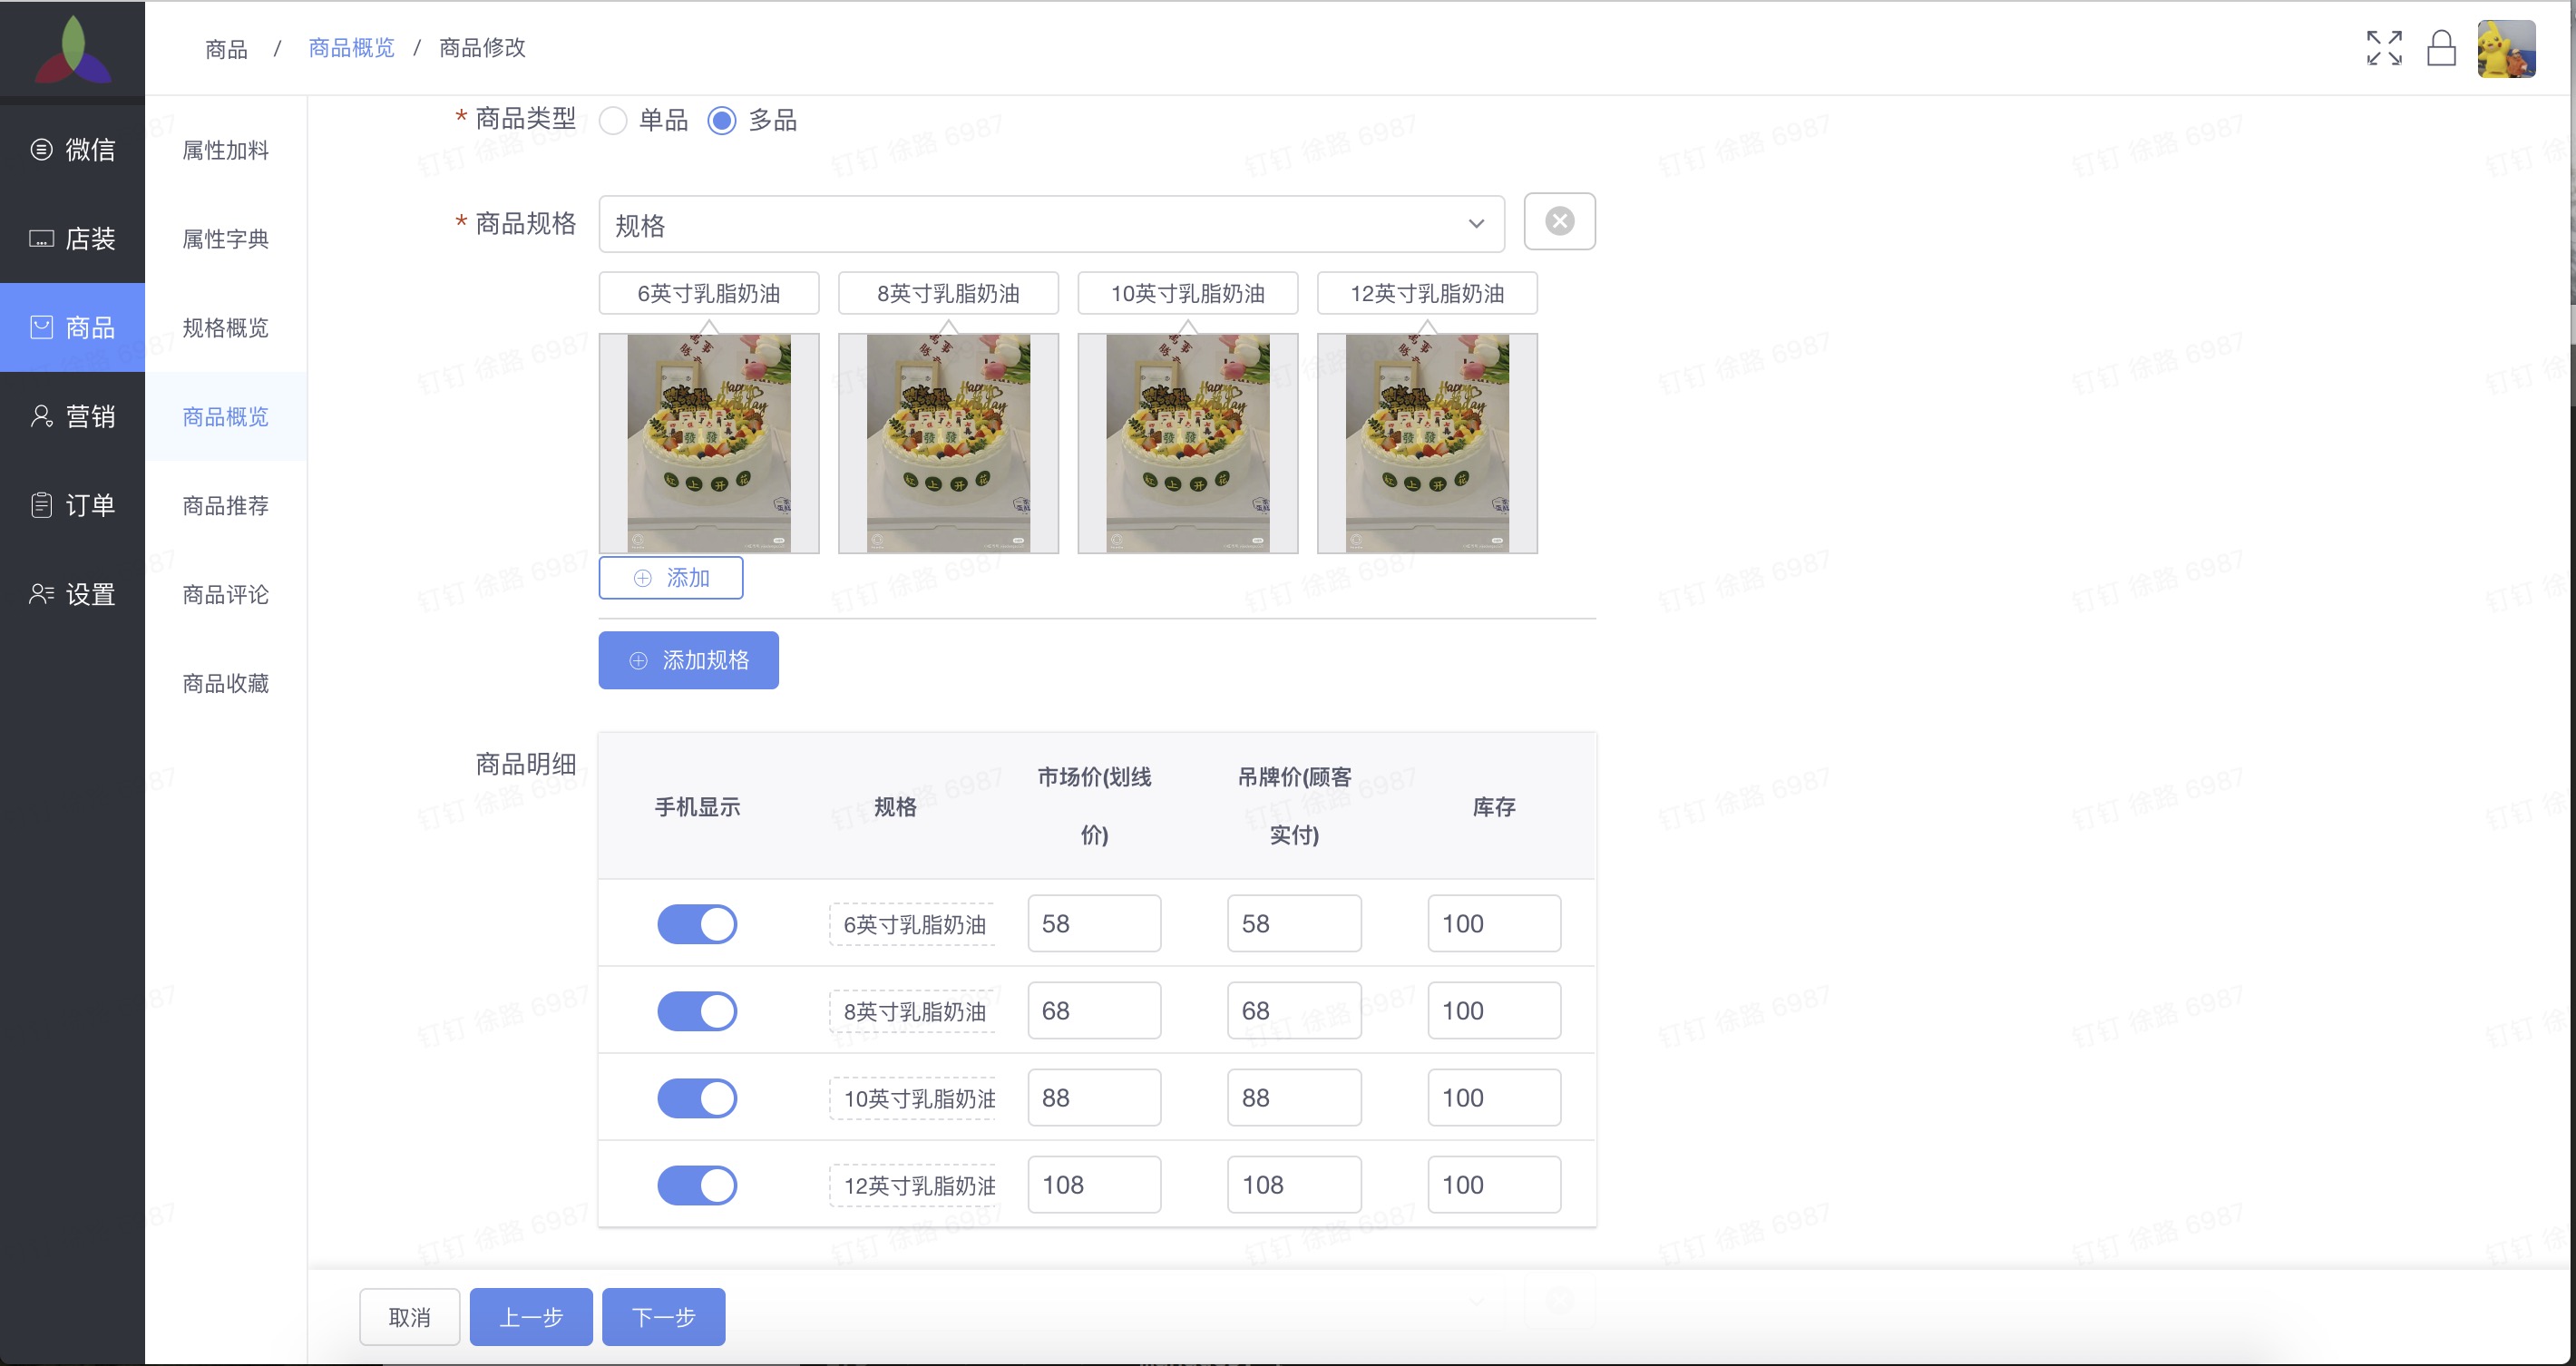 商品 / 商品概览 / 商品修改
微信
店装
商品
营销
订单
设置
属性加料
属性字典
规格概览
商品概览
商品推荐
商品评论
商品收藏
* 商品类型 单品 多品
* 商品规格 规格
6英寸乳脂奶油 8英寸乳脂奶油 10英寸乳脂奶油 12英寸乳脂奶油
添加
添加规格
商品明细
手机显示 规格 市场价(划线价) 吊牌价(顾客实付) 库存
6英寸乳脂奶油 58 58 100
8英寸乳脂奶油 68 68 100
10英寸乳脂奶油 88 88 100
12英寸乳脂奶油 108 108 100
取消 上一步 下一步
钉钉 徐路 6987